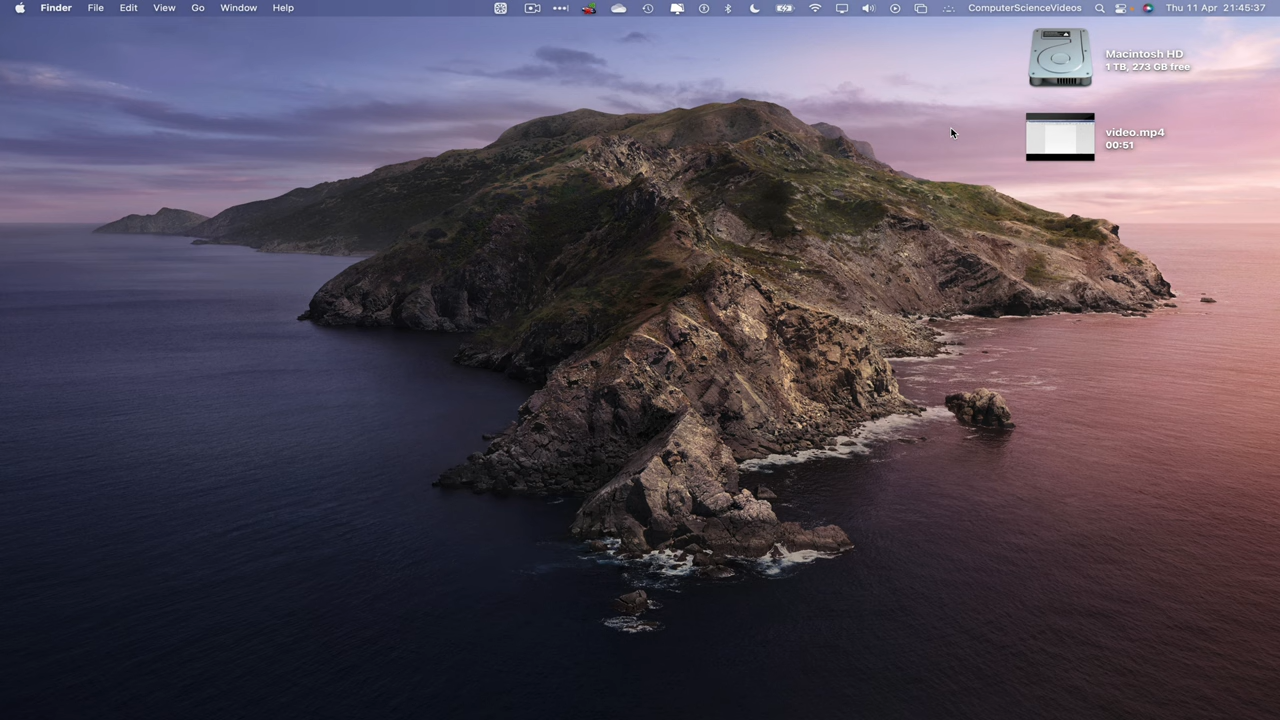 Finder File Edit View Go Window Help ComputerScienceVideos Thu 11 Apr 21:45:37
Macintosh HD
1 TB, 273 GB free
video.mp4
00:51